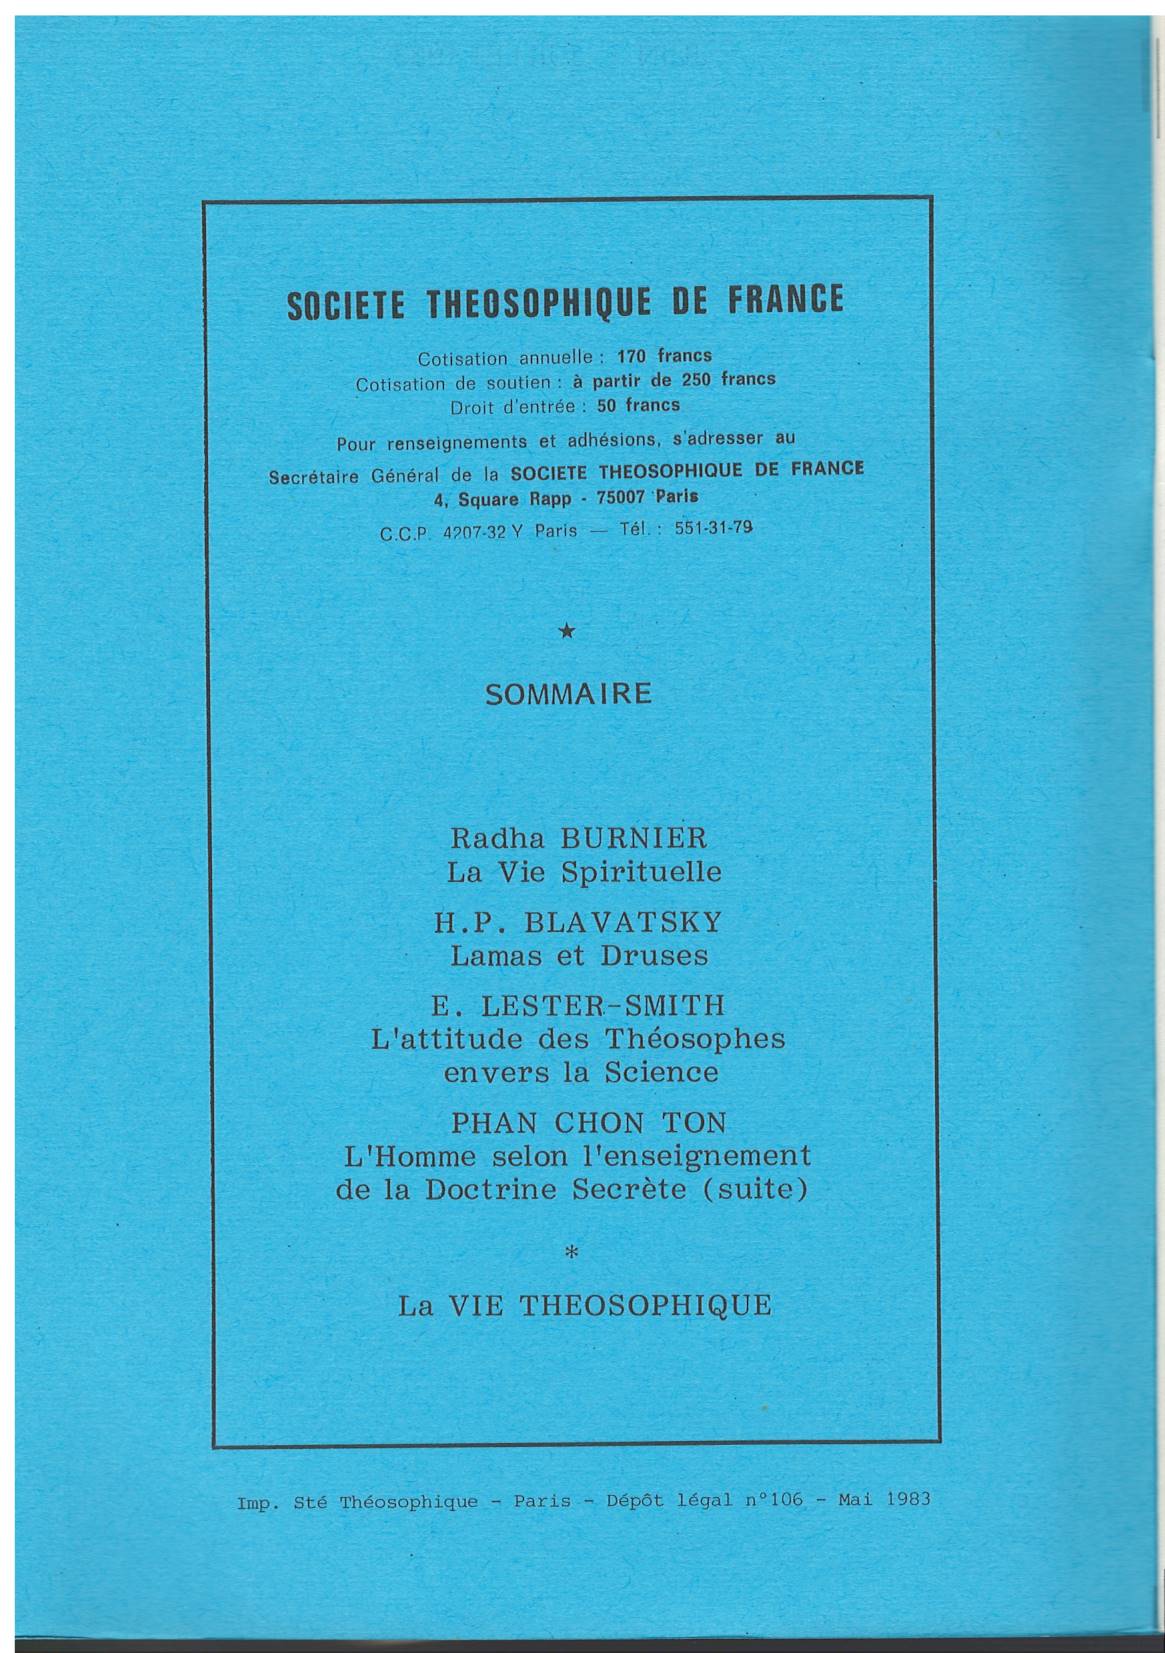 SOCIETE THEOSOPHIQUE DE FRANCE
Cotisation annuelle : 170 francs
Cotisation de soutien : à partir de 250 francs
Droit d'entrée : 50 francs
Pour renseignements et adhésions, s'adresser au
Secrétaire Général de la SOCIETE THEOSOPHIQUE DE FRANCE
4, Square Rapp - 75007 Paris
C.C.P. 4207-32 Y Paris — Tél. : 551-31-79
★
SOMMAIRE
Radha BURNIER
La Vie Spirituelle
H.P. BLAVATSKY
Lamas et Druses
E. LESTER-SMITH
L'attitude des Théosophes
envers la Science
PHAN CHON TON
L'Homme selon l'enseignement
de la Doctrine Secrète (suite)
*
La VIE THEOSOPHIQUE
Imp. Sté Théosophique - Paris - Dépôt légal n°106 - Mai 1983